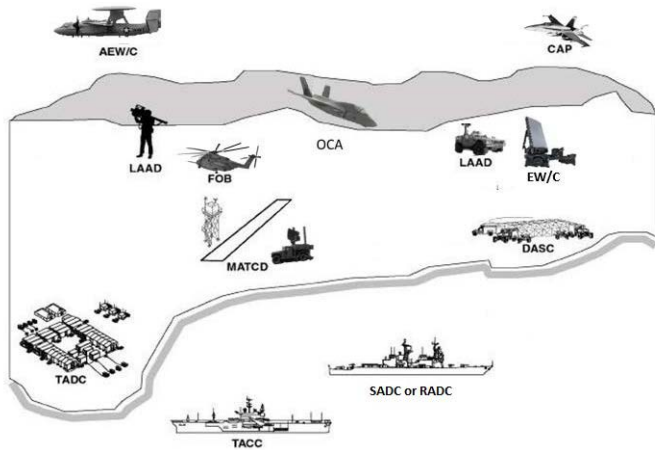 AEW/C
CAP
OCA
LAAD
LAAD
EW/C
FOB
MATCD
DASC
TADC
SADC or RADC
TACC